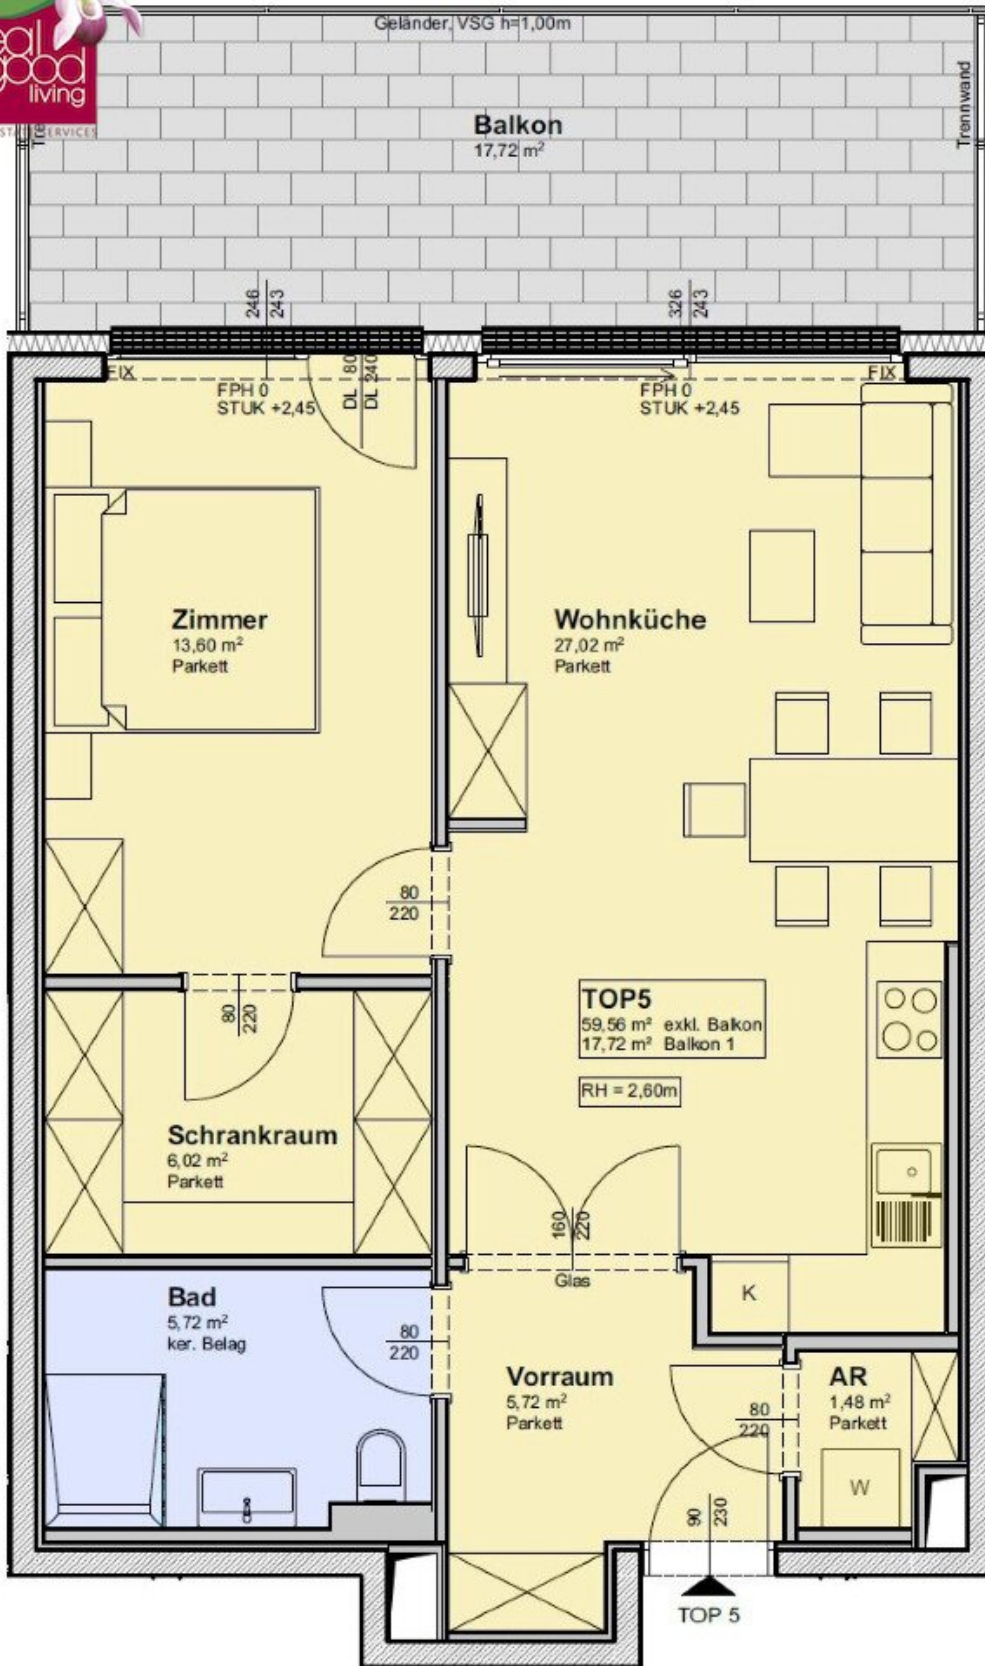 good
living
SERVICES
Geländer, VSG h=1,00m
Trennwand
Balkon
17,72 m²
246
243
326
243
FIX
FPH 0
STUK +2,45
DL 80
DL 240
FPH 0
STUK +2,45
FIX
Zimmer
13,60 m²
Parkett
Wohnküche
27,02 m²
Parkett
80
220
TOP5
59,56 m² exkl. Balkon
17,72 m² Balkon 1
RH = 2,60m
80
220
Schrankraum
6,02 m²
Parkett
160
220
Glas
K
Bad
5,72 m²
ker. Belag
80
220
Vorraum
5,72 m²
Parkett
80
220
AR
1,48 m²
Parkett
W
90
230
TOP 5